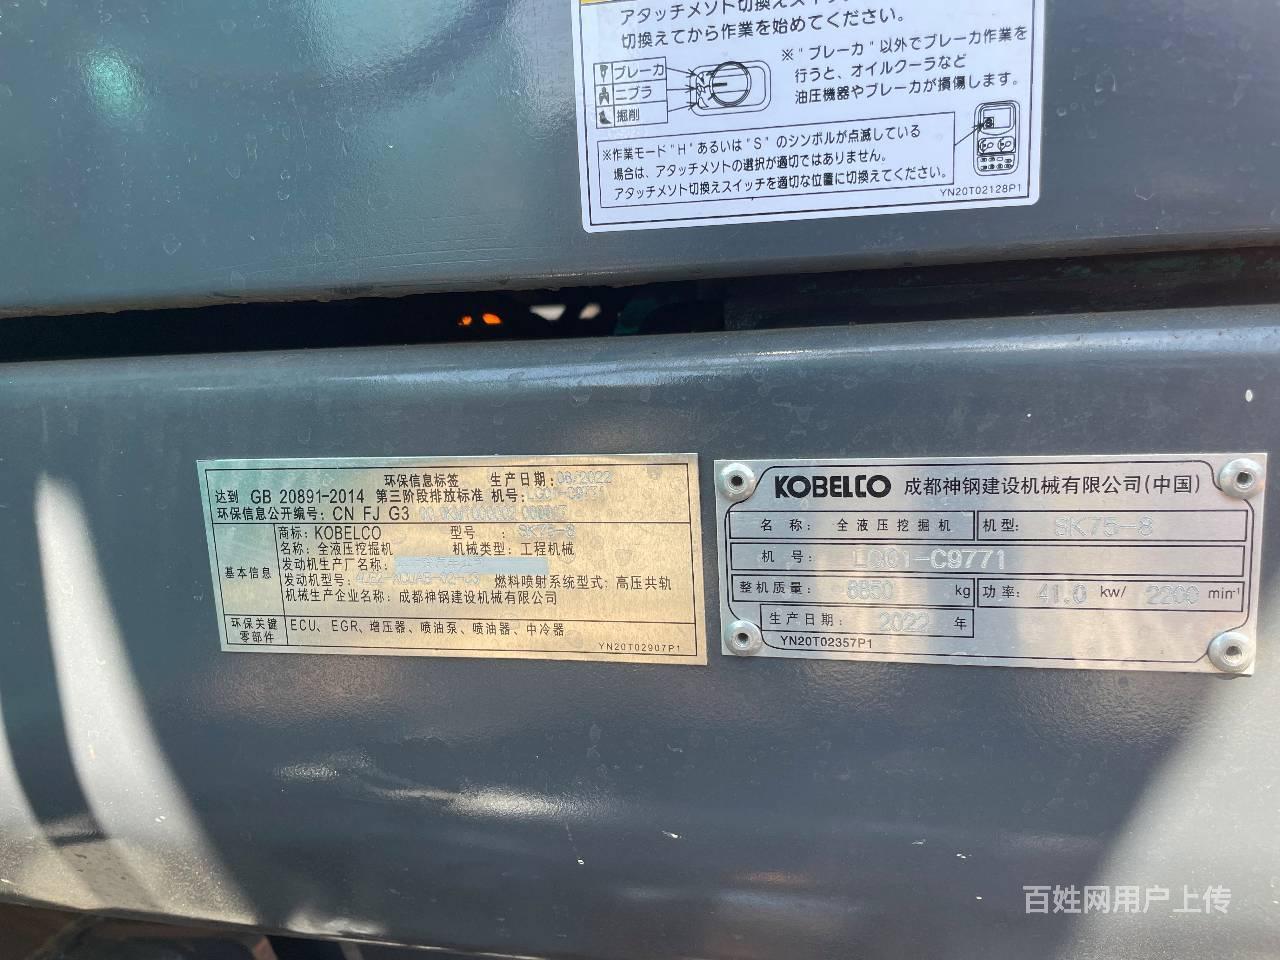 アタッチメント切換えスイッ
切換えてから作業を始めてください。
ブレーカ
ニブラ
掘削
※"ブレーカ"以外でブレーカ作業を
行うと、オイルクーラなど
油圧機器やブレーカが損傷します。
※作業モード"H"あるいは"S"のシンボルが点滅している
場合は、アタッチメントの選択が適切ではありません。
アタッチメント切換えスイッチを適切な位置に切換えてください。
YN20T02128P1
环保信息标签 生产日期:06/2022
达到 GB 20891-2014 第三阶段排放标准 机号:LGG1-C9771
环保信息公开编号: CN FJ G3
商标: KOBELCO 型号 : SK75-8
名称: 全液压挖掘机 机械类型: 工程机械
发动机生产厂名称:
基本信息
发动机型号: 燃料喷射系统型式: 高压共轨
机械生产企业名称: 成都神钢建设机械有限公司
环保关键
零部件
ECU、EGR、增压器、喷油泵、喷油器、中冷器
YN20T02907P1
KOBELCO 成都神钢建设机械有限公司(中国)
名称: 全液压挖掘机 机型: SK75-8
机号: LGG1-C9771
整机质量: 6850 kg 功率: 41.0 kw/ 2200 min⁻¹
生产日期: 2022 年
YN20T02357P1
百姓网用户上传